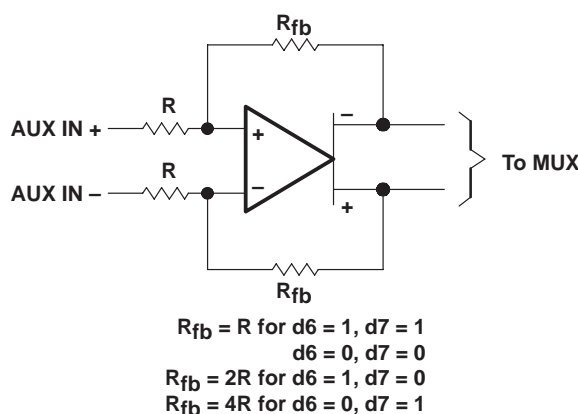 Rfb
R
AUX IN +
+
–
R
AUX IN –
–
+
To MUX
Rfb
Rfb = R for d6 = 1, d7 = 1
d6 = 0, d7 = 0
Rfb = 2R for d6 = 1, d7 = 0
Rfb = 4R for d6 = 0, d7 = 1